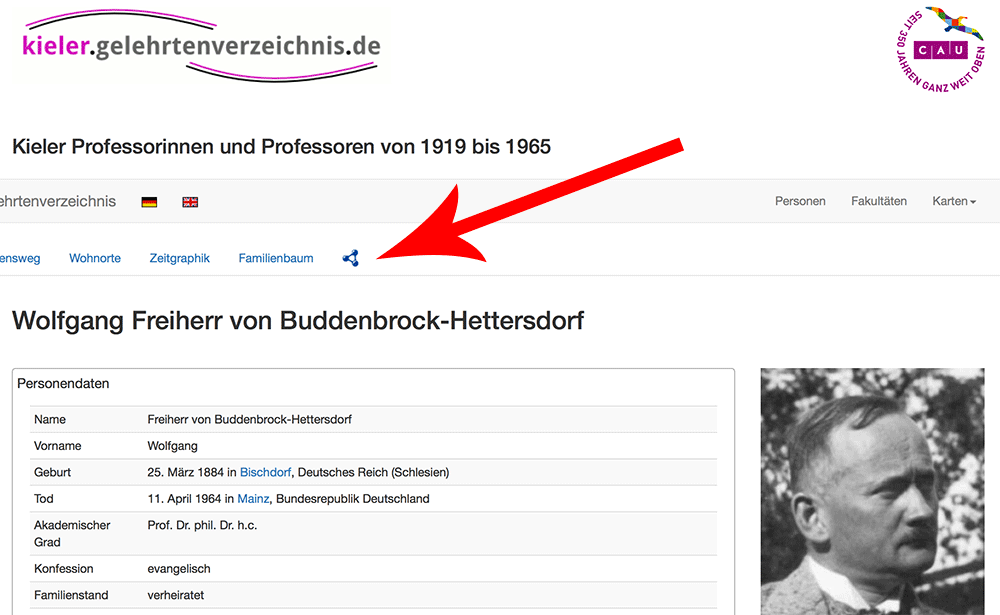 kieler.gelehrtenverzeichnis.de
SEIT 350 JAHREN GANZ WEIT OBEN
CAU
Kieler Professorinnen und Professoren von 1919 bis 1965
ehrtenverzeichnis Personen Fakultäten Karten
ensweg Wohnorte Zeitgraphik Familienbaum
Wolfgang Freiherr von Buddenbrock-Hettersdorf
Personendaten
Name Freiherr von Buddenbrock-Hettersdorf
Vorname Wolfgang
Geburt 25. März 1884 in Bischdorf, Deutsches Reich (Schlesien)
Tod 11. April 1964 in Mainz, Bundesrepublik Deutschland
Akademischer Prof. Dr. phil. Dr. h.c.
Grad
Konfession evangelisch
Familienstand verheiratet